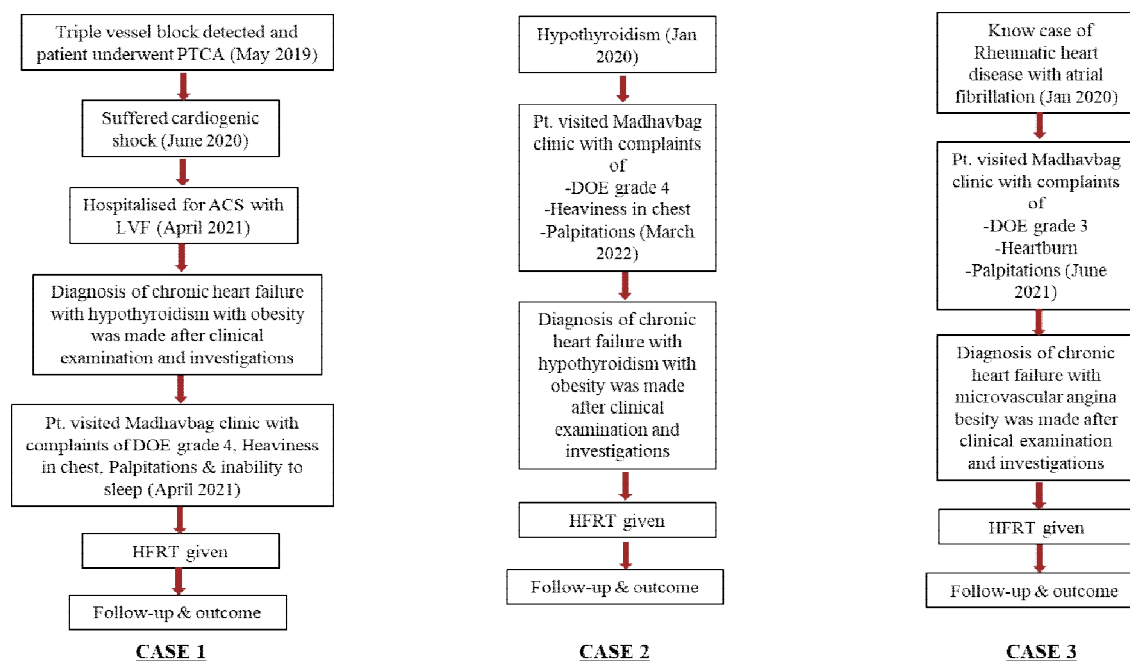 Triple vessel block detected and
patient underwent PTCA (May 2019)
Suffered cardiogenic
shock (June 2020)
Hospitalised for ACS with
LVF (April 2021)
Diagnosis of chronic heart failure
with hypothyroidism with obesity
was made after clinical
examination and investigations
Pt. visited Madhavbag clinic with
complaints of DOE grade 4, Heaviness
in chest, Palpitations & inability to
sleep (April 2021)
HFRT given
Follow-up & outcome
CASE 1
Hypothyroidism (Jan
2020)
Pt. visited Madhavbag
clinic with complaints
of
-DOE grade 4
-Heaviness in chest
-Palpitations (March
2022)
Diagnosis of chronic
heart failure with
hypothyroidism with
obesity was made
after clinical
examination and
investigations
HFRT given
Follow-up & outcome
CASE 2
Know case of
Rheumatic heart
disease with atrial
fibrillation (Jan 2020)
Pt. visited Madhavbag
clinic with complaints
of
-DOE grade 3
-Heartburn
-Palpitations (June
2021)
Diagnosis of chronic
heart failure with
microvascular angina
besity was made after
clinical examination
and investigations
HFRT given
Follow-up & outcome
CASE 3